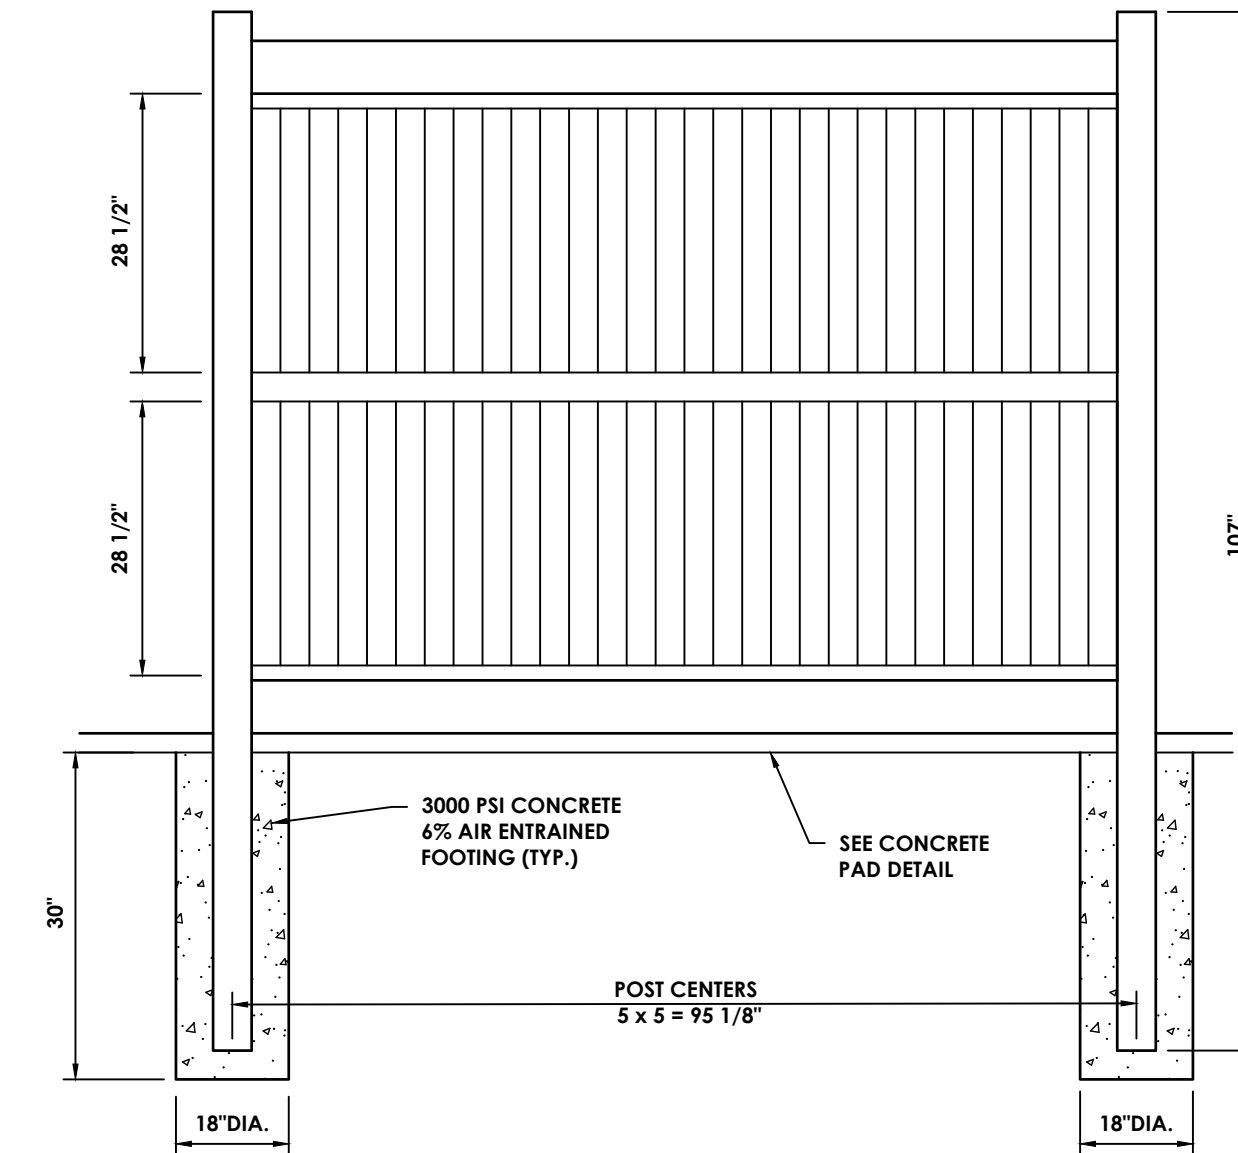 28 1/2"
28 1/2"
107"
3000 PSI CONCRETE
6% AIR ENTRAINED
FOOTING (TYP.)
SEE CONCRETE
PAD DETAIL
30"
POST CENTERS
5 x 5 = 95 1/8"
18"DIA.
18"DIA.